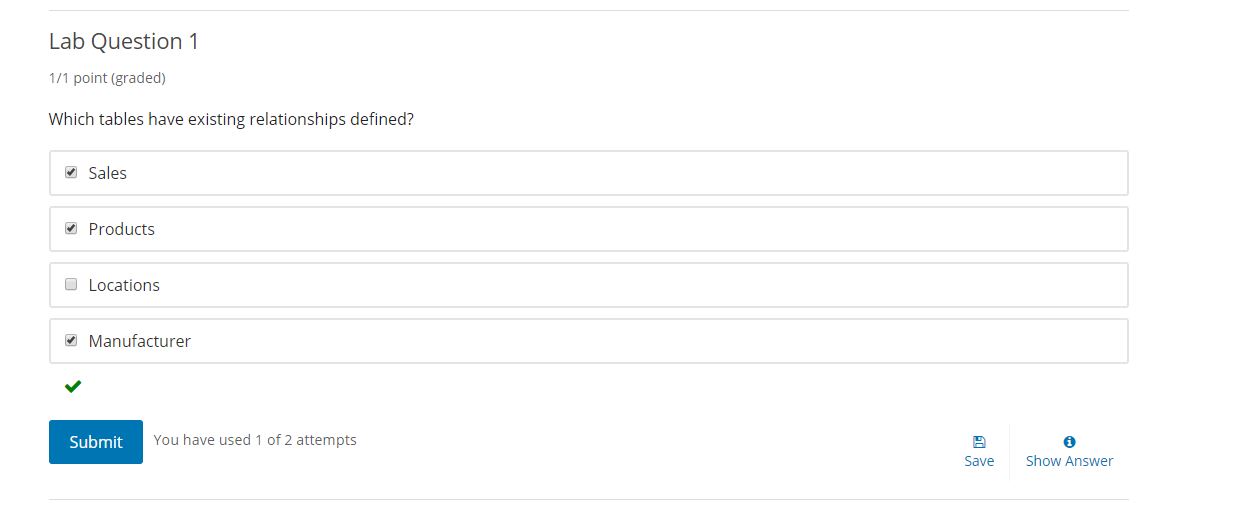 Lab Question 1
1/1 point (graded)
Which tables have existing relationships defined?
Sales
Products
Locations
Manufacturer
Submit You have used 1 of 2 attempts
Save Show Answer